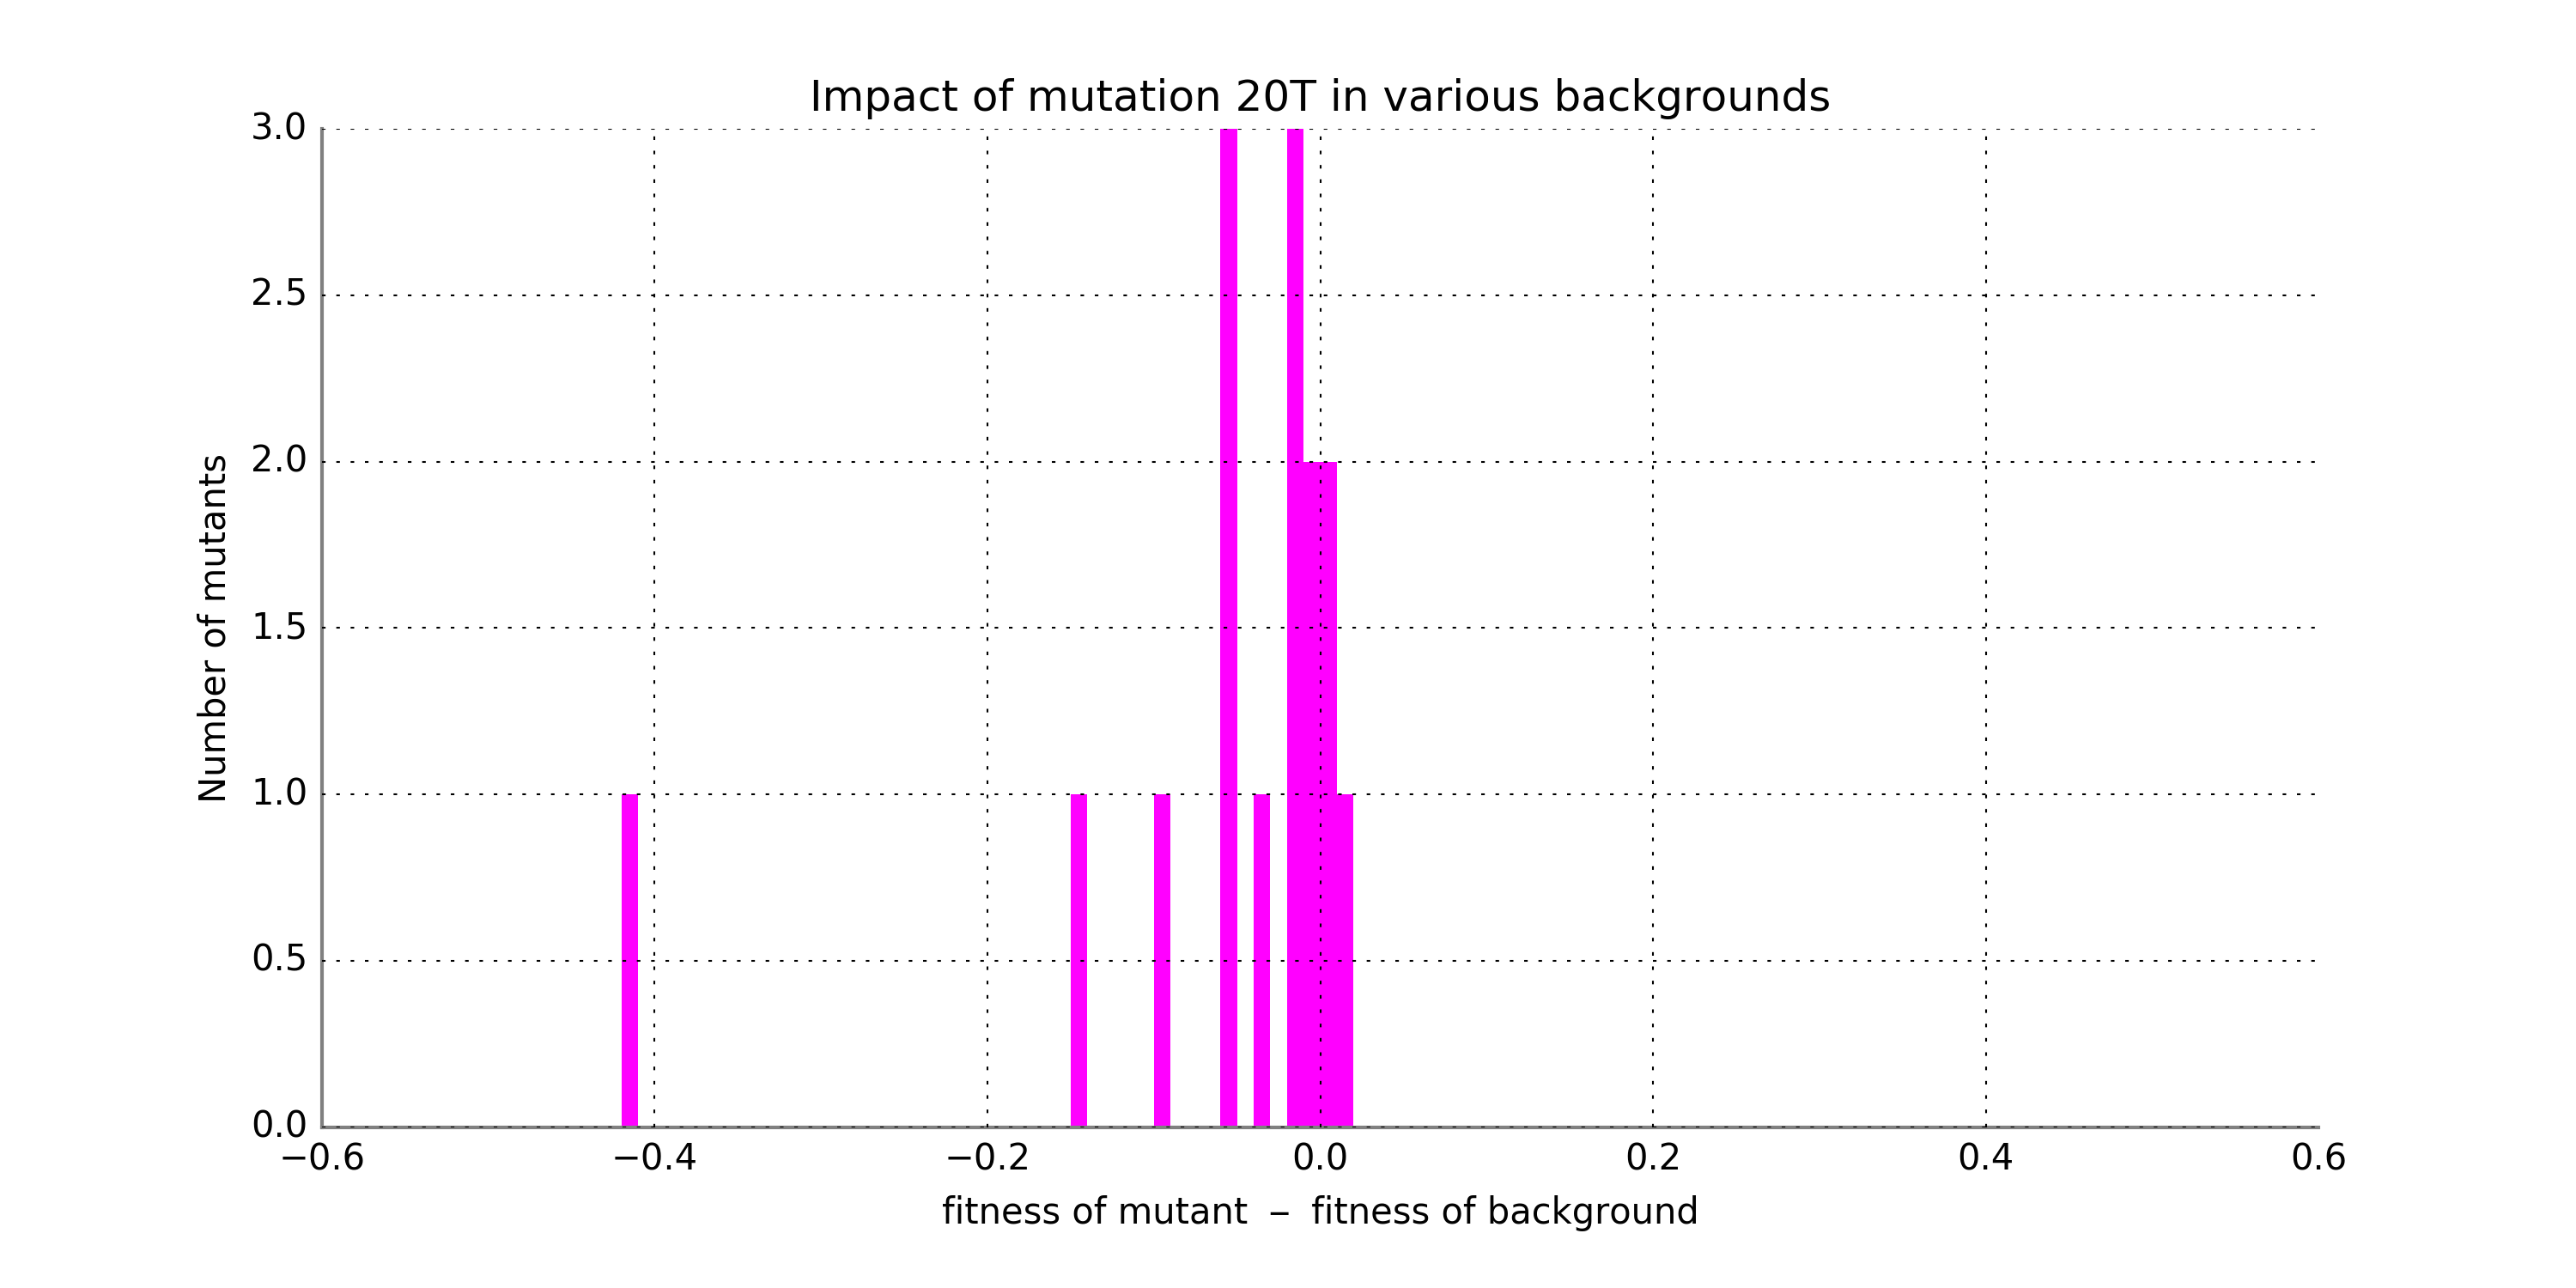 Impact of mutation 20T in various backgrounds
3.0
2.5
2.0
1.5
1.0
0.5
0.0
Number of mutants
−0.6 −0.4 −0.2 0.0 0.2 0.4 0.6
fitness of mutant − fitness of background